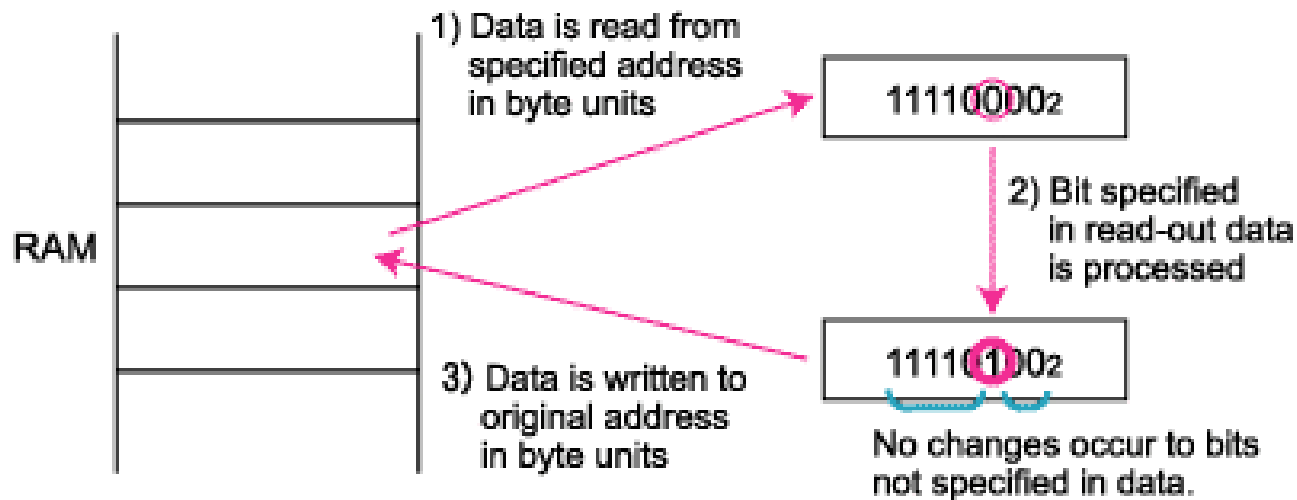 1) Data is read from
specified address
in byte units
11110000₂
2) Bit specified
in read-out data
is processed
RAM
11110100₂
3) Data is written to
original address
in byte units
No changes occur to bits
not specified in data.